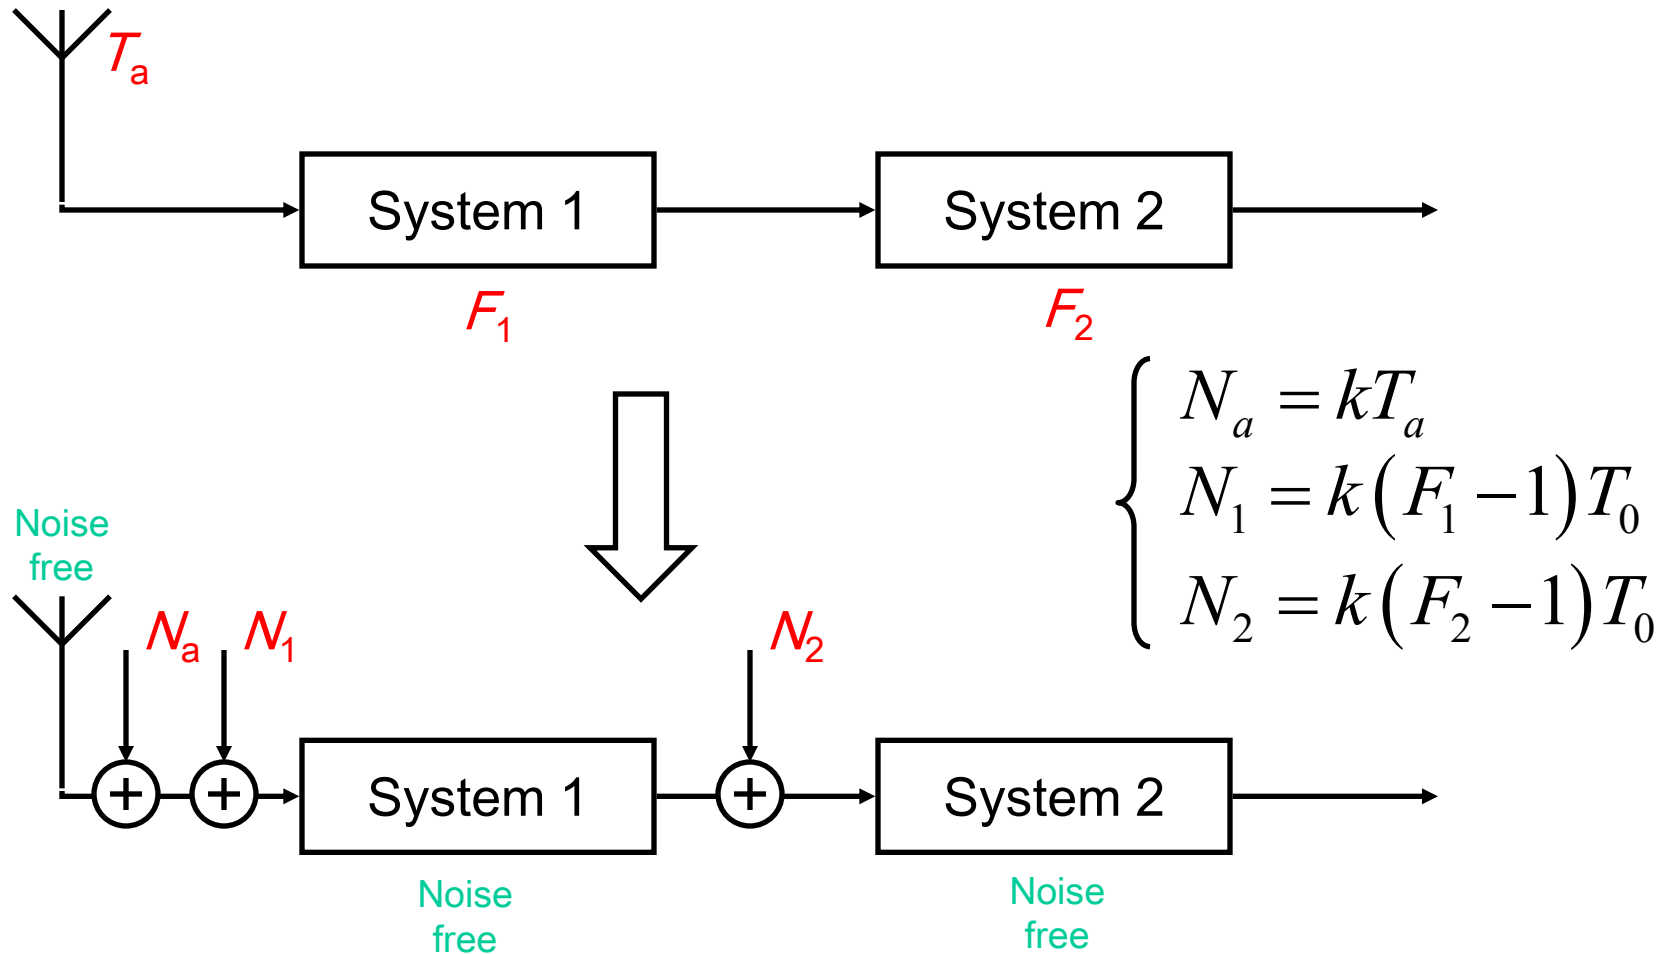 Tₐ
System 1
System 2
F₁
F₂
Nₐ = kTₐ
N₁ = k(F₁ − 1)T₀
N₂ = k(F₂ − 1)T₀
Noise
free
Nₐ
N₁
N₂
+
+
+
System 1
System 2
Noise
free
Noise
free